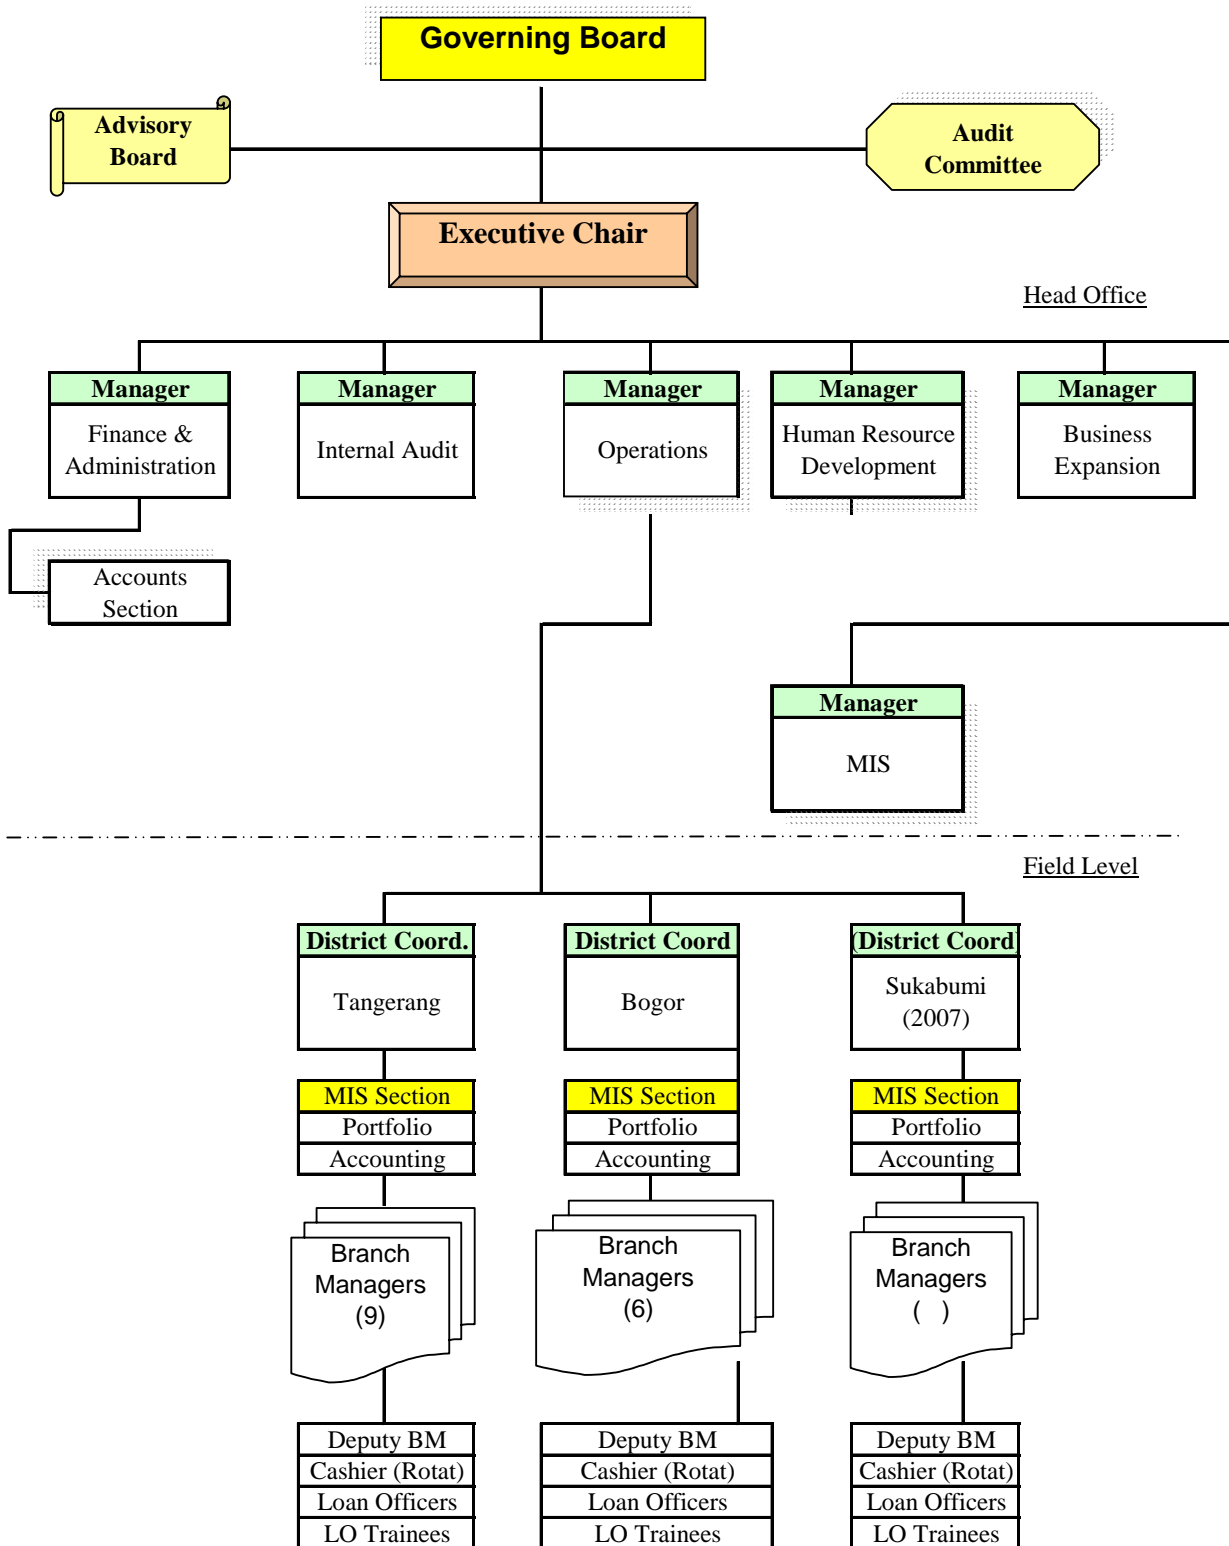 Governing Board
Advisory
Board
Audit
Committee
Executive Chair
Head Office
Manager
Finance &
Administration
Manager
Internal Audit
Manager
Operations
Manager
Human Resource
Development
Manager
Business
Expansion
Accounts
Section
Manager
MIS
Field Level
District Coord.
Tangerang
District Coord
Bogor
(District Coord)
Sukabumi
(2007)
MIS Section
Portfolio
Accounting
MIS Section
Portfolio
Accounting
MIS Section
Portfolio
Accounting
Branch
Managers
(9)
Branch
Managers
(6)
Branch
Managers
( )
Deputy BM
Cashier (Rotat)
Loan Officers
LO Trainees
Deputy BM
Cashier (Rotat)
Loan Officers
LO Trainees
Deputy BM
Cashier (Rotat)
Loan Officers
LO Trainees